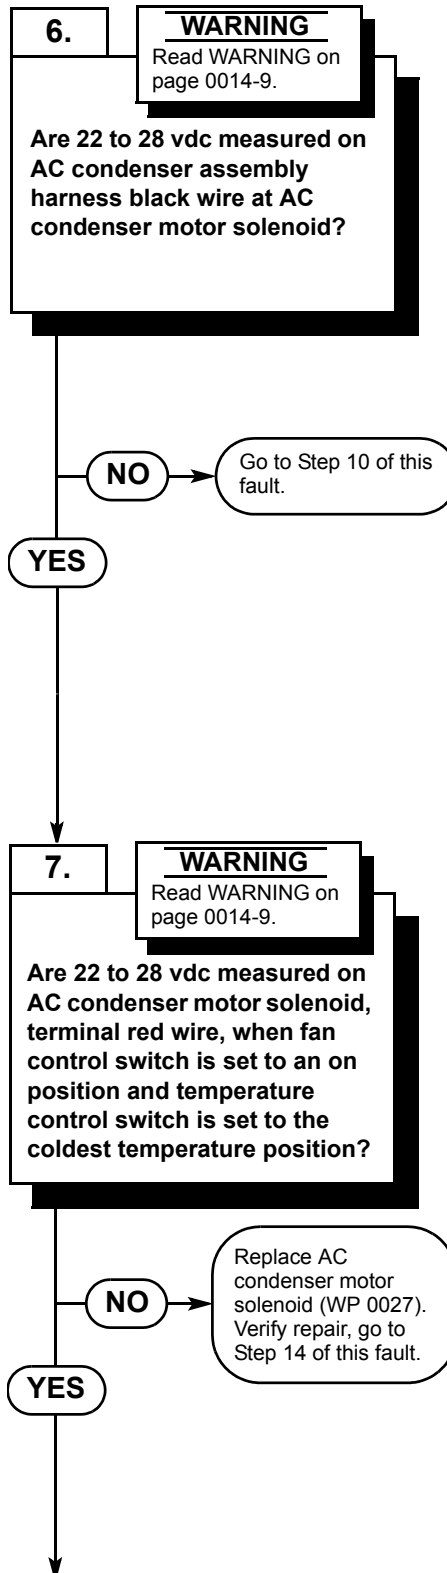 6.
WARNING
Read WARNING on
page 0014-9.
Are 22 to 28 vdc measured on
AC condenser assembly
harness black wire at AC
condenser motor solenoid?
NO
Go to Step 10 of this
fault.
YES
7.
WARNING
Read WARNING on
page 0014-9.
Are 22 to 28 vdc measured on
AC condenser motor solenoid,
terminal red wire, when fan
control switch is set to an on
position and temperature
control switch is set to the
coldest temperature position?
NO
Replace AC
condenser motor
solenoid (WP 0027).
Verify repair, go to
Step 14 of this fault.
YES